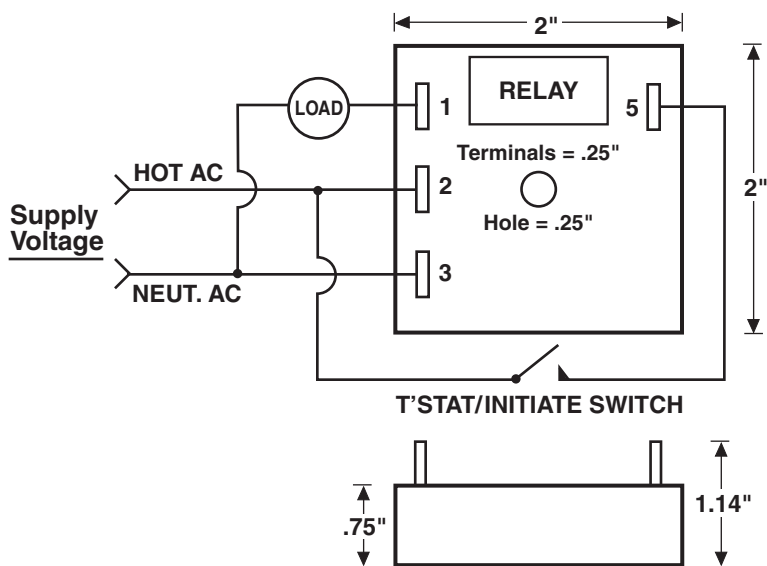 2"
LOAD
1
RELAY
5
Terminals = .25"
HOT AC
2
2"
Supply
Voltage
Hole = .25"
3
NEUT. AC
T'STAT/INITIATE SWITCH
.75"
1.14"